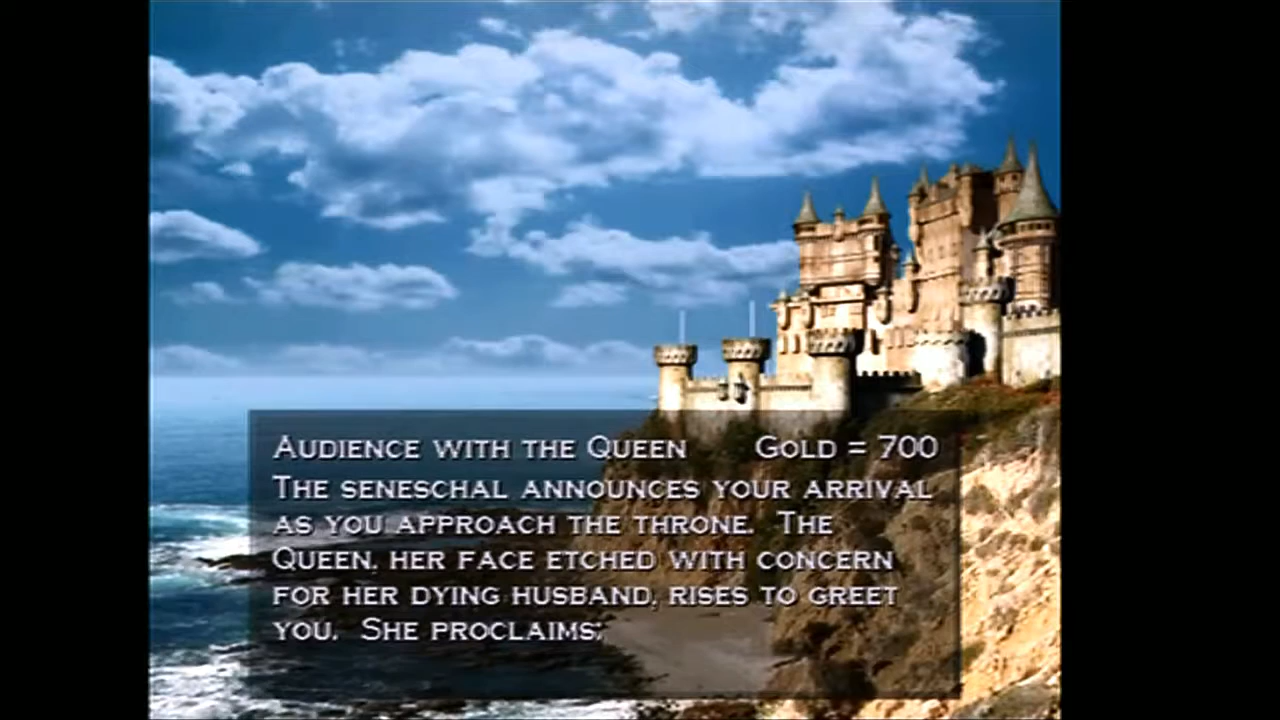 Audience with the Queen Gold = 700
The seneschal announces your arrival
as you approach the throne. The
Queen, her face etched with concern
for her dying husband, rises to greet
you. She proclaims: